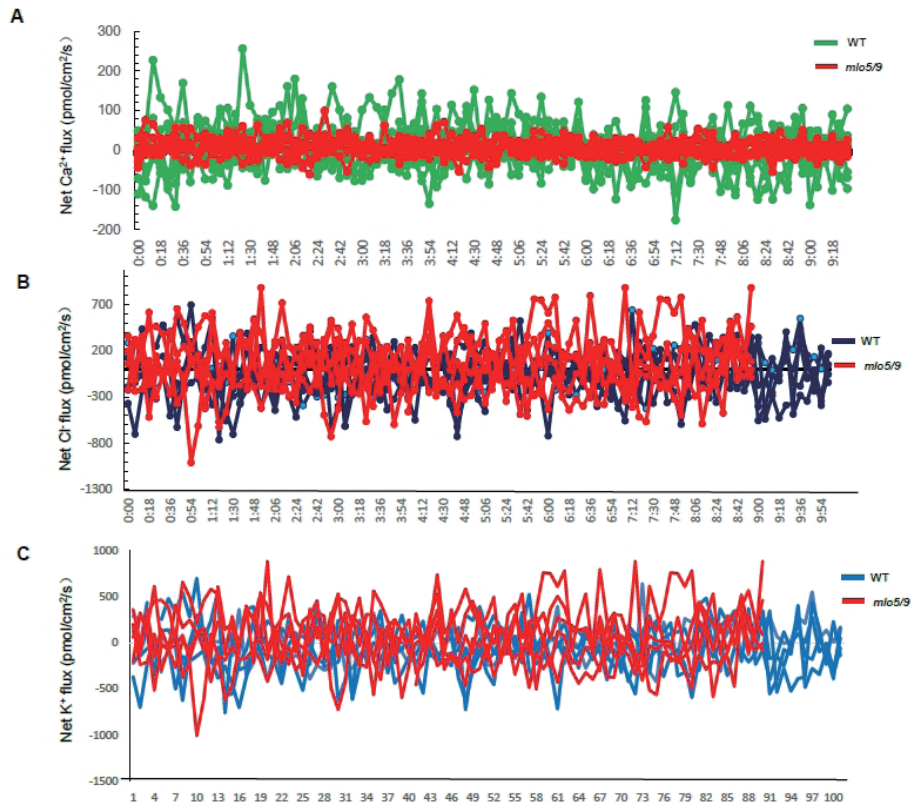 A
Net Ca²⁺ flux (pmol/cm²/s)
300
200
100
0
-100
-200
WT
mlo5/9
0:00 0:18 0:36 0:54 1:12 1:30 1:48 2:06 2:24 2:42 3:00 3:18 3:36 3:54 4:12 4:30 4:48 5:06 5:24 5:42 6:00 6:18 6:36 6:54 7:12 7:30 7:48 8:06 8:24 8:42 9:00 9:18
B
Net Cl⁻ flux (pmol/cm²/s)
700
200
-300
-800
-1300
WT
mlo5/9
0:00 0:18 0:36 0:54 1:12 1:30 1:48 2:06 2:24 2:42 3:00 3:18 3:36 3:54 4:12 4:30 4:48 5:06 5:24 5:42 6:00 6:18 6:36 6:54 7:12 7:30 7:48 8:06 8:24 8:42 9:00 9:18 9:36 9:54
C
Net K⁺ flux (pmol/cm²/s)
1000
500
0
-500
-1000
-1500
WT
mlo5/9
1 4 7 10 13 16 19 22 25 28 31 34 37 40 43 46 49 52 55 58 61 64 67 70 73 76 79 82 85 88 91 94 97 100